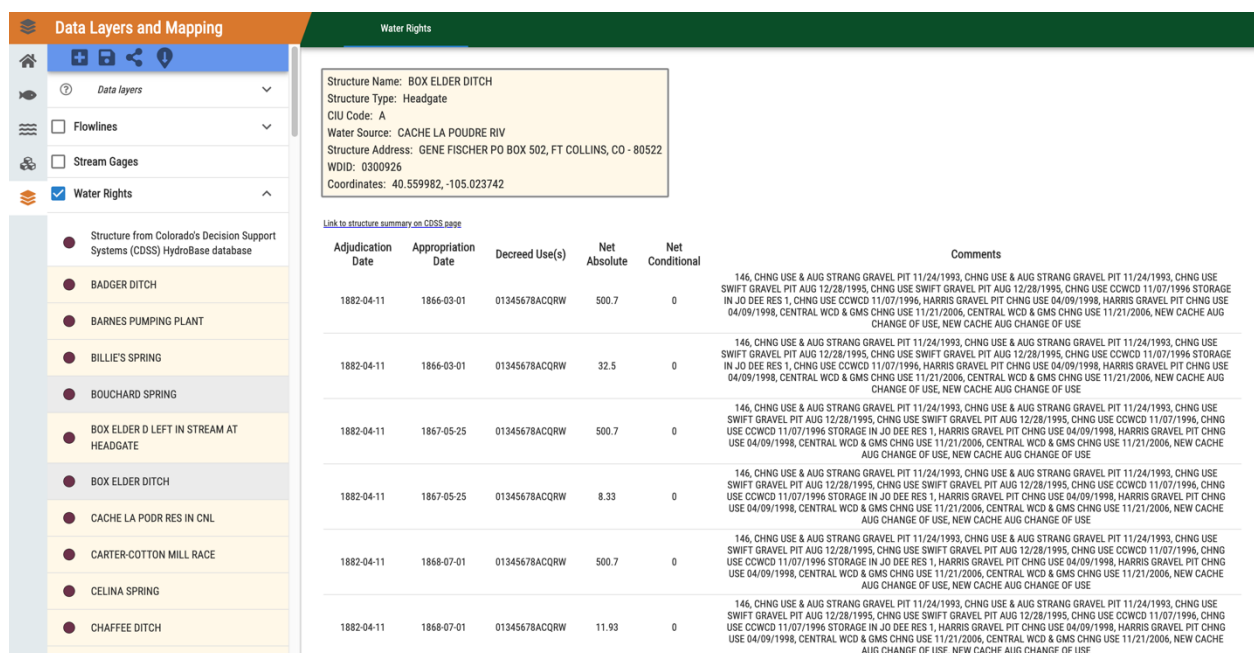 Data Layers and Mapping
Water Rights
Data layers
Flowlines
Stream Gages
Water Rights
Structure from Colorado's Decision Support
Systems (CDSS) HydroBase database
BADGER DITCH
BARNES PUMPING PLANT
BILLIE'S SPRING
BOUCHARD SPRING
BOX ELDER D LEFT IN STREAM AT
HEADGATE
BOX ELDER DITCH
CACHE LA PODR RES IN CNL
CARTER-COTTON MILL RACE
CELINA SPRING
CHAFFEE DITCH
Structure Name: BOX ELDER DITCH
Structure Type: Headgate
CIU Code: A
Water Source: CACHE LA POUDRE RIV
Structure Address: GENE FISCHER PO BOX 502, FT COLLINS, CO - 80522
WDID: 0300926
Coordinates: 40.559982, -105.023742
Link to structure summary on CDSS page
Adjudication Date Appropriation Date Decreed Use(s) Net Absolute Net Conditional Comments
1882-04-11 1866-03-01 01345678ACQRW 500.7 0
146, CHNG USE & AUG STRANG GRAVEL PIT 11/24/1993, CHNG USE & AUG STRANG GRAVEL PIT 11/24/1993, CHNG USE
SWIFT GRAVEL PIT AUG 12/28/1995, CHNG USE SWIFT GRAVEL PIT AUG 12/28/1995, CHNG USE CCWCD 11/07/1996 STORAGE
IN JO DEE RES 1, CHNG USE CCWCD 11/07/1996, HARRIS GRAVEL PIT CHNG USE 04/09/1998, HARRIS GRAVEL PIT CHNG USE
04/09/1998, CENTRAL WCD & GMS CHNG USE 11/21/2006, CENTRAL WCD & GMS CHNG USE 11/21/2006, NEW CACHE AUG
CHANGE OF USE, NEW CACHE AUG CHANGE OF USE
1882-04-11 1866-03-01 01345678ACQRW 32.5 0
146, CHNG USE & AUG STRANG GRAVEL PIT 11/24/1993, CHNG USE & AUG STRANG GRAVEL PIT 11/24/1993, CHNG USE
SWIFT GRAVEL PIT AUG 12/28/1995, CHNG USE SWIFT GRAVEL PIT AUG 12/28/1995, CHNG USE CCWCD 11/07/1996 STORAGE
IN JO DEE RES 1, CHNG USE CCWCD 11/07/1996, HARRIS GRAVEL PIT CHNG USE 04/09/1998, HARRIS GRAVEL PIT CHNG USE
04/09/1998, CENTRAL WCD & GMS CHNG USE 11/21/2006, CENTRAL WCD & GMS CHNG USE 11/21/2006, NEW CACHE AUG
CHANGE OF USE, NEW CACHE AUG CHANGE OF USE
1882-04-11 1867-05-25 01345678ACQRW 500.7 0
146, CHNG USE & AUG STRANG GRAVEL PIT 11/24/1993, CHNG USE & AUG STRANG GRAVEL PIT 11/24/1993, CHNG USE
SWIFT GRAVEL PIT AUG 12/28/1995, CHNG USE SWIFT GRAVEL PIT AUG 12/28/1995, CHNG USE CCWCD 11/07/1996, CHNG
USE CCWCD 11/07/1996 STORAGE IN JO DEE RES 1, HARRIS GRAVEL PIT CHNG USE 04/09/1998, HARRIS GRAVEL PIT CHNG
USE 04/09/1998, CENTRAL WCD & GMS CHNG USE 11/21/2006, CENTRAL WCD & GMS CHNG USE 11/21/2006, NEW CACHE
AUG CHANGE OF USE, NEW CACHE AUG CHANGE OF USE
1882-04-11 1867-05-25 01345678ACQRW 8.33 0
146, CHNG USE & AUG STRANG GRAVEL PIT 11/24/1993, CHNG USE & AUG STRANG GRAVEL PIT 11/24/1993, CHNG USE
SWIFT GRAVEL PIT AUG 12/28/1995, CHNG USE SWIFT GRAVEL PIT AUG 12/28/1995, CHNG USE CCWCD 11/07/1996, CHNG
USE CCWCD 11/07/1996 STORAGE IN JO DEE RES 1, HARRIS GRAVEL PIT CHNG USE 04/09/1998, HARRIS GRAVEL PIT CHNG
USE 04/09/1998, CENTRAL WCD & GMS CHNG USE 11/21/2006, CENTRAL WCD & GMS CHNG USE 11/21/2006, NEW CACHE
AUG CHANGE OF USE, NEW CACHE AUG CHANGE OF USE
1882-04-11 1868-07-01 01345678ACQRW 500.7 0
146, CHNG USE & AUG STRANG GRAVEL PIT 11/24/1993, CHNG USE & AUG STRANG GRAVEL PIT 11/24/1993, CHNG USE
SWIFT GRAVEL PIT AUG 12/28/1995, CHNG USE SWIFT GRAVEL PIT AUG 12/28/1995, CHNG USE CCWCD 11/07/1996, CHNG
USE CCWCD 11/07/1996 STORAGE IN JO DEE RES 1, HARRIS GRAVEL PIT CHNG USE 04/09/1998, HARRIS GRAVEL PIT CHNG
USE 04/09/1998, CENTRAL WCD & GMS CHNG USE 11/21/2006, CENTRAL WCD & GMS CHNG USE 11/21/2006, NEW CACHE
AUG CHANGE OF USE, NEW CACHE AUG CHANGE OF USE
1882-04-11 1868-07-01 01345678ACQRW 11.93 0
146, CHNG USE & AUG STRANG GRAVEL PIT 11/24/1993, CHNG USE & AUG STRANG GRAVEL PIT 11/24/1993, CHNG USE
SWIFT GRAVEL PIT AUG 12/28/1995, CHNG USE SWIFT GRAVEL PIT AUG 12/28/1995, CHNG USE CCWCD 11/07/1996, CHNG
USE CCWCD 11/07/1996 STORAGE IN JO DEE RES 1, HARRIS GRAVEL PIT CHNG USE 04/09/1998, HARRIS GRAVEL PIT CHNG
USE 04/09/1998, CENTRAL WCD & GMS CHNG USE 11/21/2006, CENTRAL WCD & GMS CHNG USE 11/21/2006, NEW CACHE
AUG CHANGE OF USE, NEW CACHE AUG CHANGE OF USE